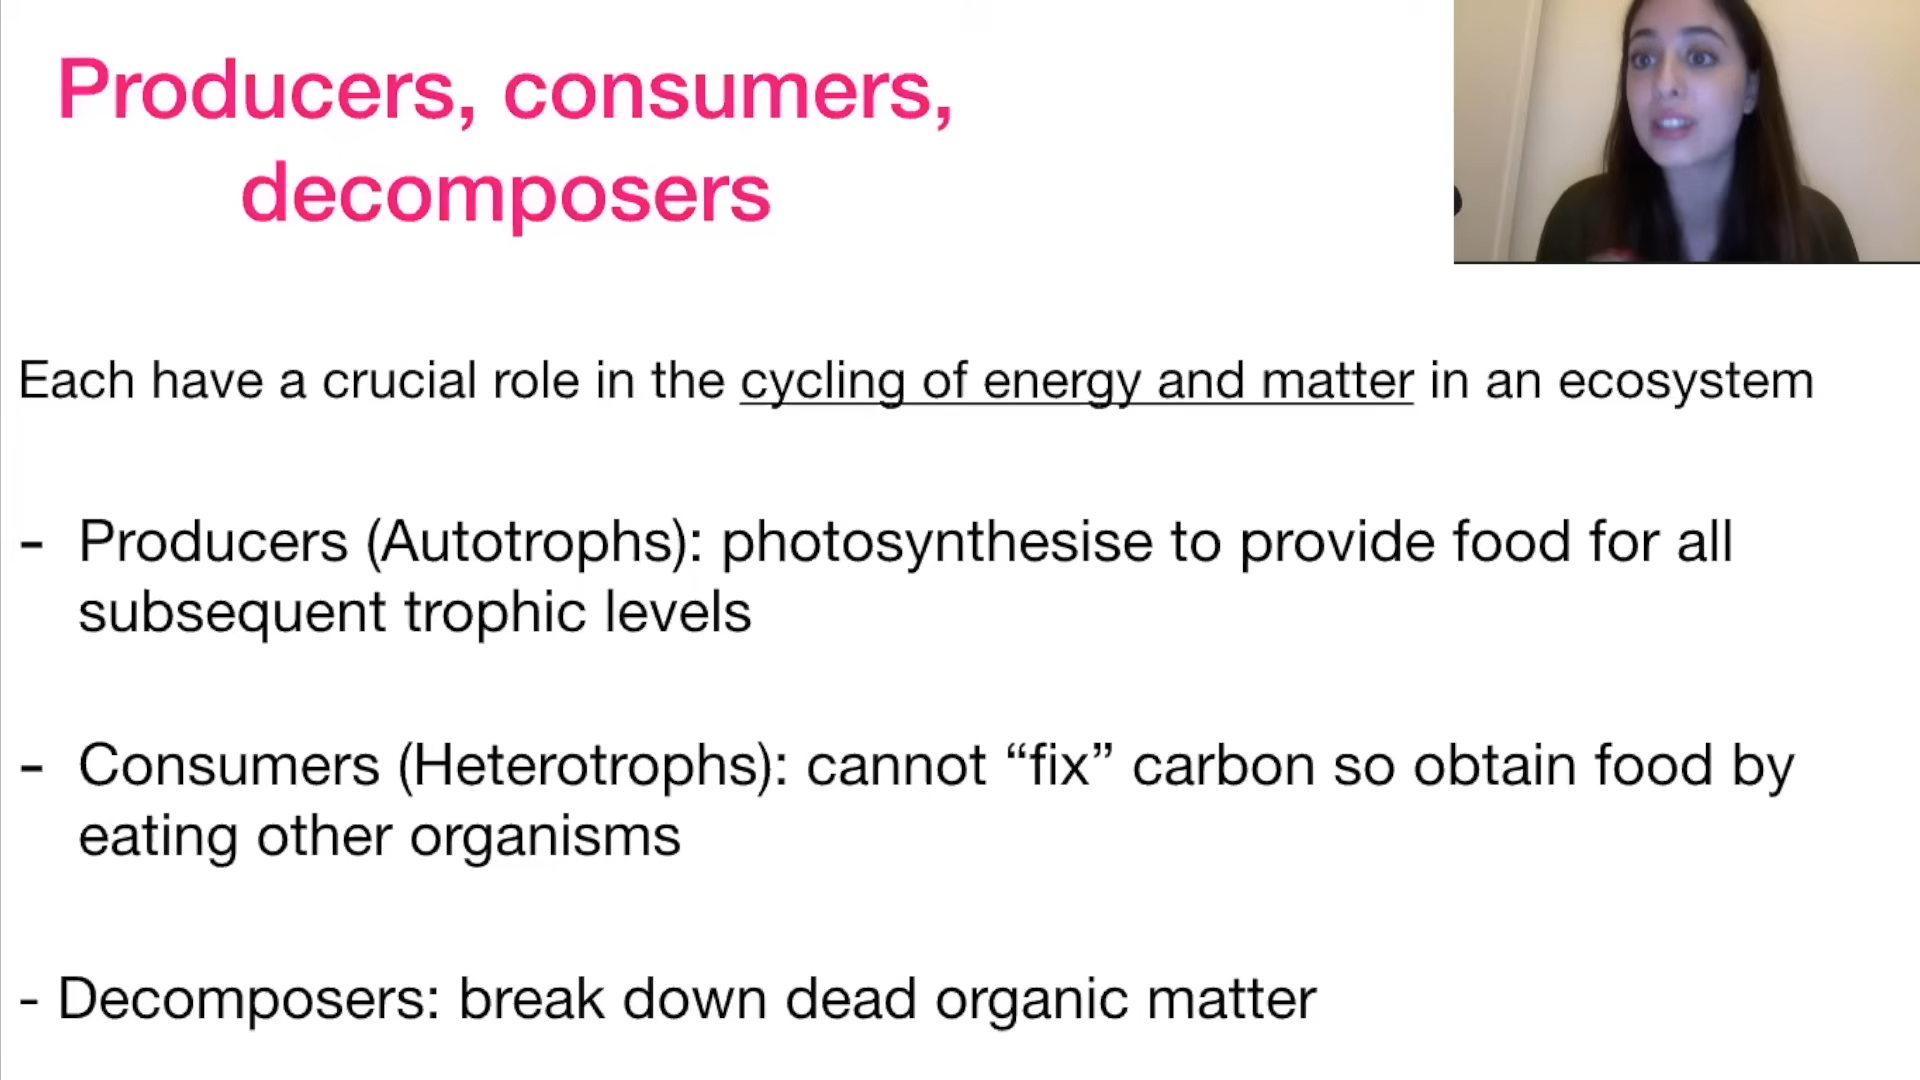 Producers, consumers,
decomposers
Each have a crucial role in the cycling of energy and matter in an ecosystem
- Producers (Autotrophs): photosynthesise to provide food for all
subsequent trophic levels
- Consumers (Heterotrophs): cannot “fix” carbon so obtain food by
eating other organisms
- Decomposers: break down dead organic matter